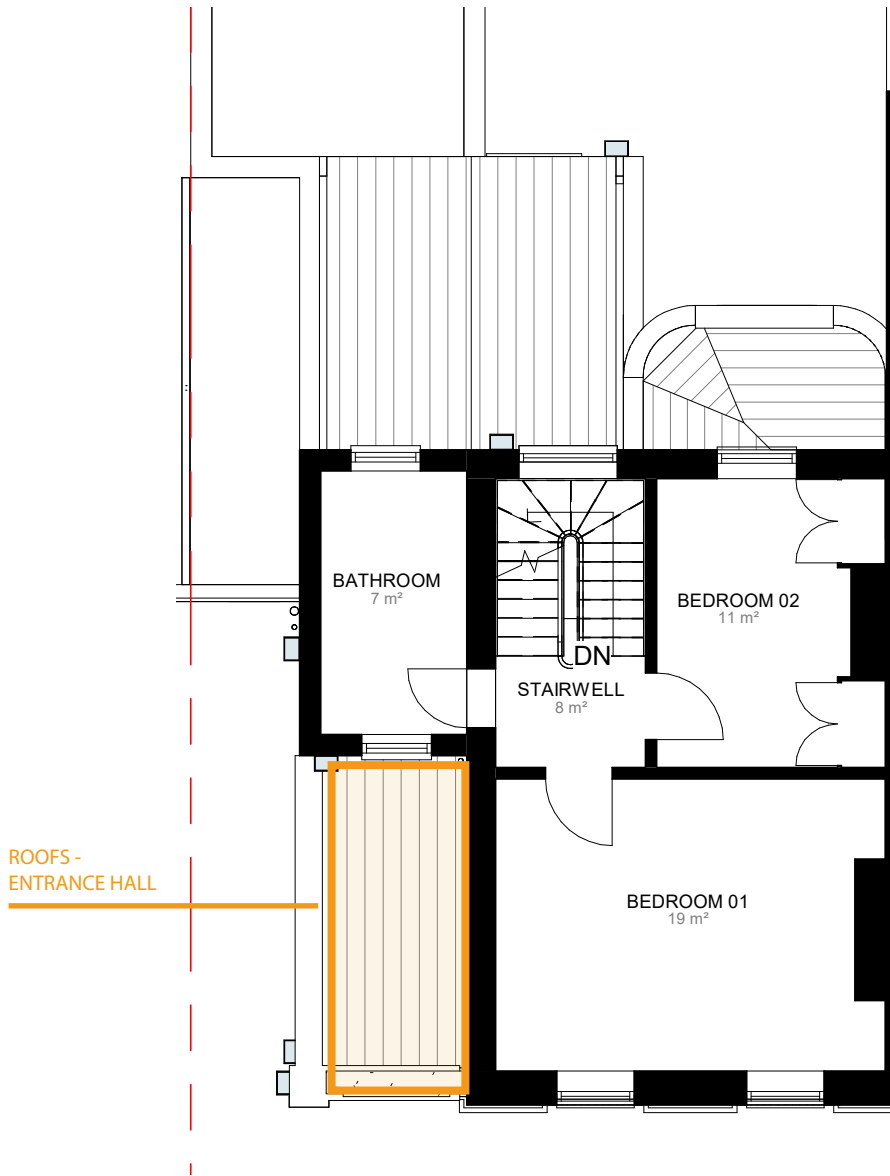 BATHROOM
7 m²
BEDROOM 02
11 m²
DN
STAIRWELL
8 m²
ROOFS -
ENTRANCE HALL
BEDROOM 01
19 m²